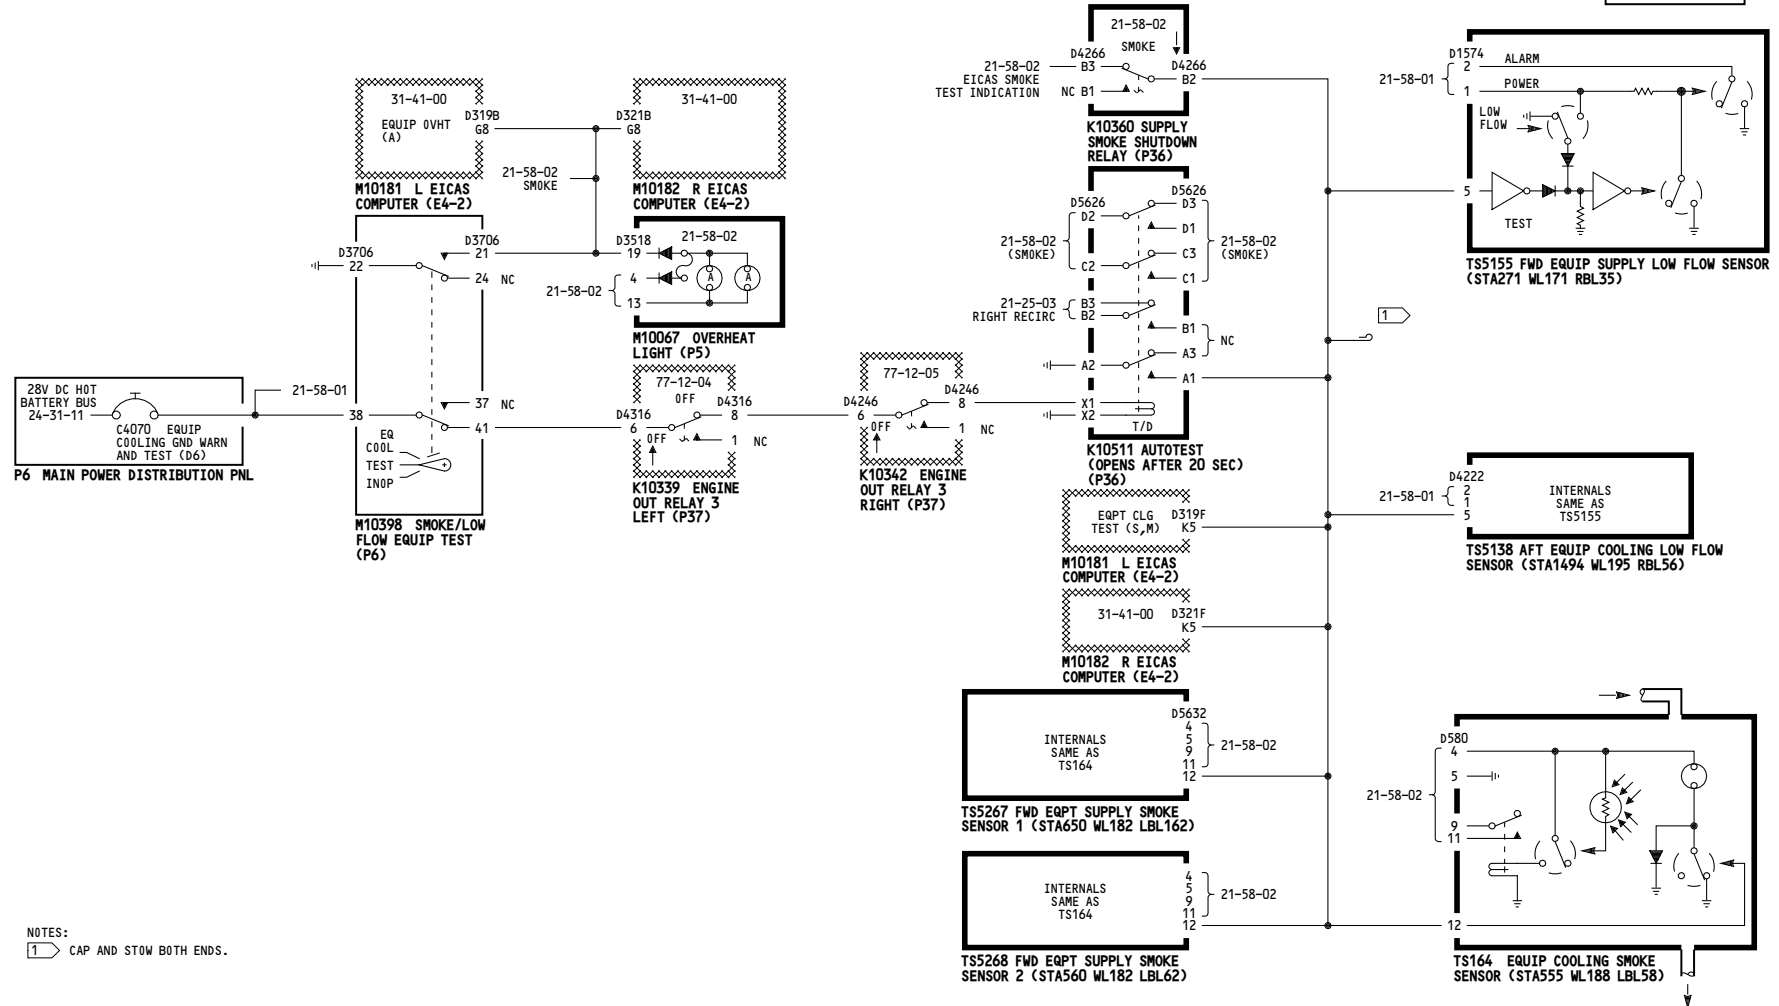 31-41-00
EQUIP OVHT
(A)
D319B
G8
M10181 L EICAS
COMPUTER (E4-2)
31-41-00
D321B
G8
M10182 R EICAS
COMPUTER (E4-2)
21-58-02
SMOKE
D3706
22
D3706
21
24 NC
37 NC
38
41
EQ
COOL
TEST
INOP
M10398 SMOKE/LOW
FLOW EQUIP TEST
(P6)
D3518
21-58-02
19
4
13
21-58-02
A
A
M10067 OVERHEAT
LIGHT (P5)
28V DC HOT
BATTERY BUS
24-31-11
C4070 EQUIP
COOLING GND WARN
AND TEST (D6)
P6 MAIN POWER DISTRIBUTION PNL
21-58-01
77-12-04
OFF
D4316
6
OFF
D4316
8
1 NC
K10339 ENGINE
OUT RELAY 3
LEFT (P37)
77-12-05
D4246
6
OFF
D4246
8
1 NC
K10342 ENGINE
OUT RELAY 3
RIGHT (P37)
21-58-02
SMOKE
D4266
B3
D4266
B2
NC B1
21-58-02
EICAS SMOKE
TEST INDICATION
K10360 SUPPLY
SMOKE SHUTDOWN
RELAY (P36)
D5626
D2
C2
21-58-02
(SMOKE)
D5626
D3
D1
C3
C1
21-58-02
(SMOKE)
21-25-03
RIGHT RECIRC
B3
B2
B1
A3
NC
A2
A1
X1
X2
T/D
K10511 AUTOTEST
(OPENS AFTER 20 SEC)
(P36)
EQPT CLG
TEST (S,M)
D319F
K5
M10181 L EICAS
COMPUTER (E4-2)
31-41-00
D321F
K5
M10182 R EICAS
COMPUTER (E4-2)
INTERNALS
SAME AS
TS164
D5632
4
5
9
11
12
21-58-02
TS5267 FWD EQPT SUPPLY SMOKE
SENSOR 1 (STA650 WL182 LBL162)
INTERNALS
SAME AS
TS164
4
5
9
11
12
21-58-02
TS5268 FWD EQPT SUPPLY SMOKE
SENSOR 2 (STA560 WL182 LBL62)
1
D1574
2
1
21-58-01
ALARM
POWER
LOW
FLOW
5
TEST
TS5155 FWD EQUIP SUPPLY LOW FLOW SENSOR
(STA271 WL171 RBL35)
D4222
2
1
5
21-58-01
INTERNALS
SAME AS
TS5155
TS5138 AFT EQUIP COOLING LOW FLOW
SENSOR (STA1494 WL195 RBL56)
D580
4
5
9
11
12
21-58-02
TS164 EQUIP COOLING SMOKE
SENSOR (STA555 WL188 LBL58)
NOTES:
1 CAP AND STOW BOTH ENDS.